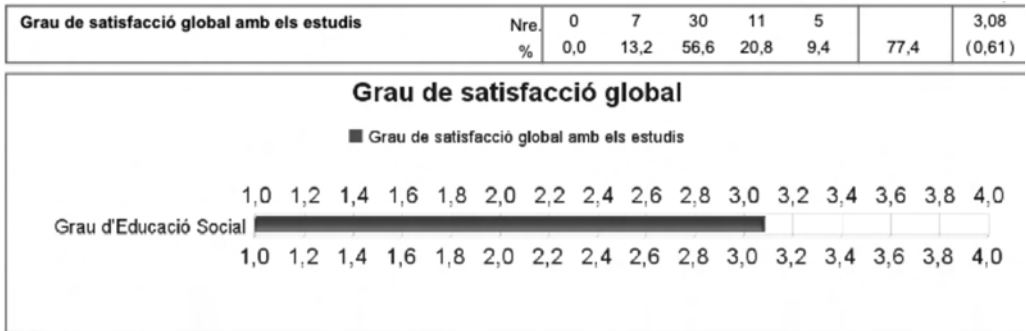 Grau de satisfacció global amb els estudis Nre. 0 7 30 11 5 3,08
% 0,0 13,2 56,6 20,8 9,4 77,4 (0,61)
Grau de satisfacció global
Grau de satisfacció global amb els estudis
1,0 1,2 1,4 1,6 1,8 2,0 2,2 2,4 2,6 2,8 3,0 3,2 3,4 3,6 3,8 4,0
Grau d'Educació Social
1,0 1,2 1,4 1,6 1,8 2,0 2,2 2,4 2,6 2,8 3,0 3,2 3,4 3,6 3,8 4,0